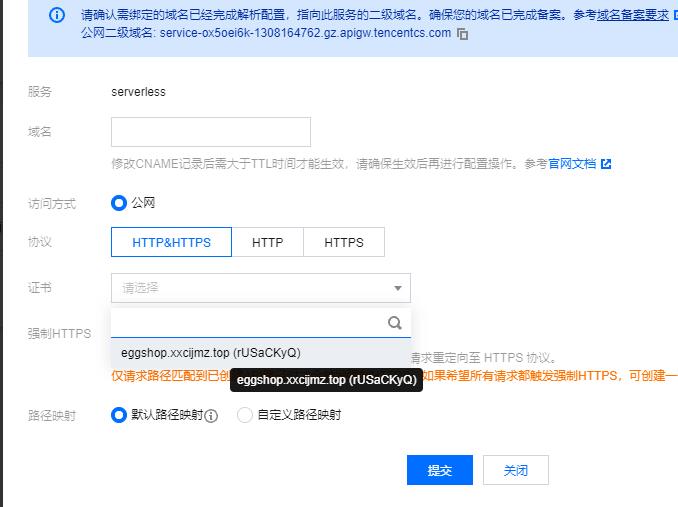 请确认需绑定的域名已经完成解析配置，指向此服务的二级域名。确保您的域名已完成备案。参考域名备案要求
公网二级域名: service-ox5oei6k-1308164762.gz.apigw.tencentcs.com
服务 serverless
域名
修改CNAME记录后需大于TTL时间才能生效，请确保生效后再进行配置操作。参考官网文档
访问方式 公网
协议 HTTP&HTTPS HTTP HTTPS
证书 请选择
强制HTTPS
eggshop.xxcijmz.top (rUSaCKyQ)
请求重定向至 HTTPS 协议。
仅请求路径匹配到已创 如果希望所有请求都触发强制HTTPS，可创建一
eggshop.xxcijmz.top (rUSaCKyQ)
路径映射 默认路径映射 自定义路径映射
提交 关闭